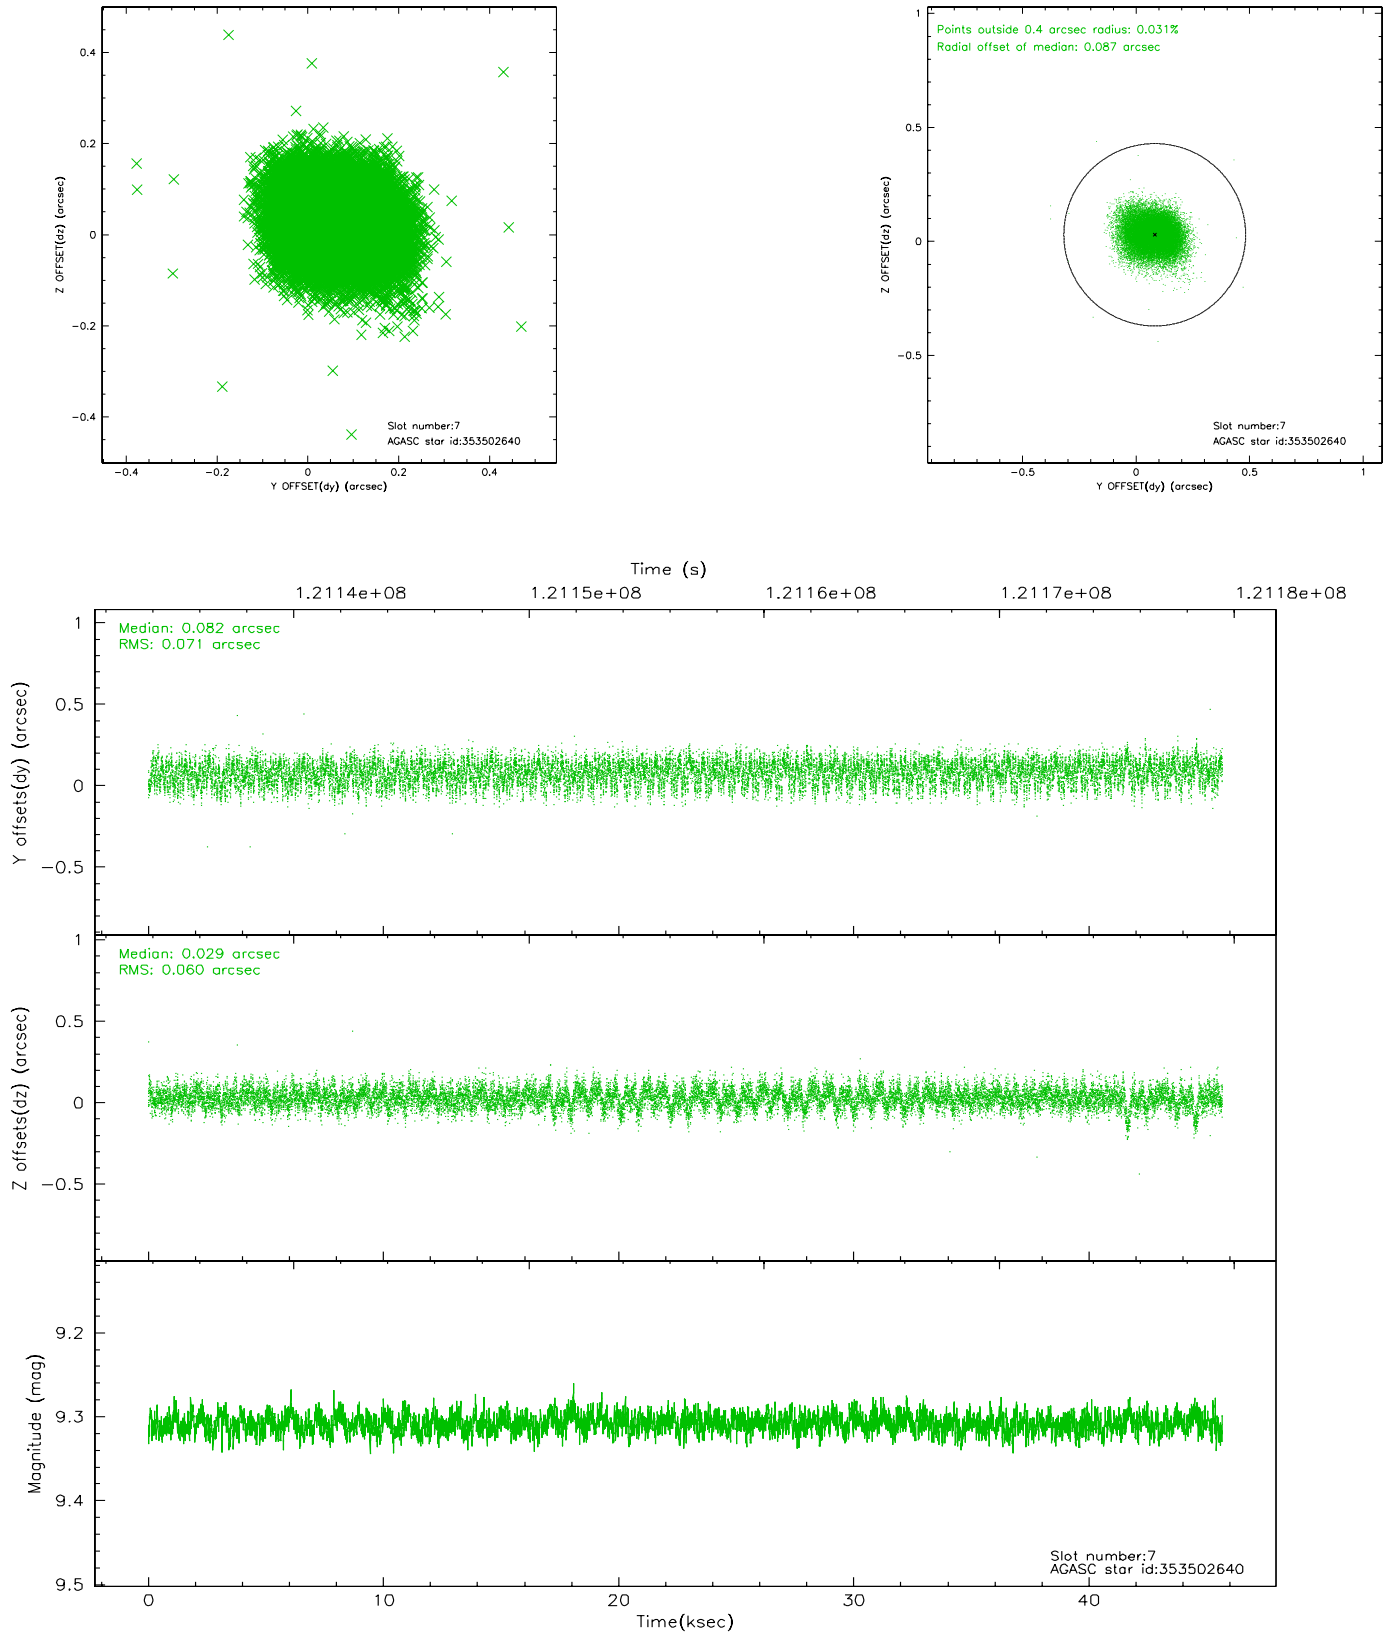 0.4
0.2
0
−0.2
−0.4
Z OFFSET(dz) (arcsec)
Slot number:7
AGASC star id:353502640
−0.4
−0.2
0
0.2
0.4
Y OFFSET(dy) (arcsec)
Points outside 0.4 arcsec radius: 0.031%
Radial offset of median: 0.087 arcsec
1
0.5
0
−0.5
Z OFFSET(dz) (arcsec)
Slot number:7
AGASC star id:353502640
−0.5
0
0.5
1
Y OFFSET(dy) (arcsec)
Time (s)
1.2114e+08
1.2115e+08
1.2116e+08
1.2117e+08
1.2118e+08
Median: 0.082 arcsec
RMS: 0.071 arcsec
1
0.5
0
−0.5
Y offsets(dy) (arcsec)
Median: 0.029 arcsec
RMS: 0.060 arcsec
1
0.5
0
−0.5
Z offsets(dz) (arcsec)
9.2
9.3
9.4
9.5
Magnitude (mag)
Slot number:7
AGASC star id:353502640
0
10
20
30
40
Time(ksec)